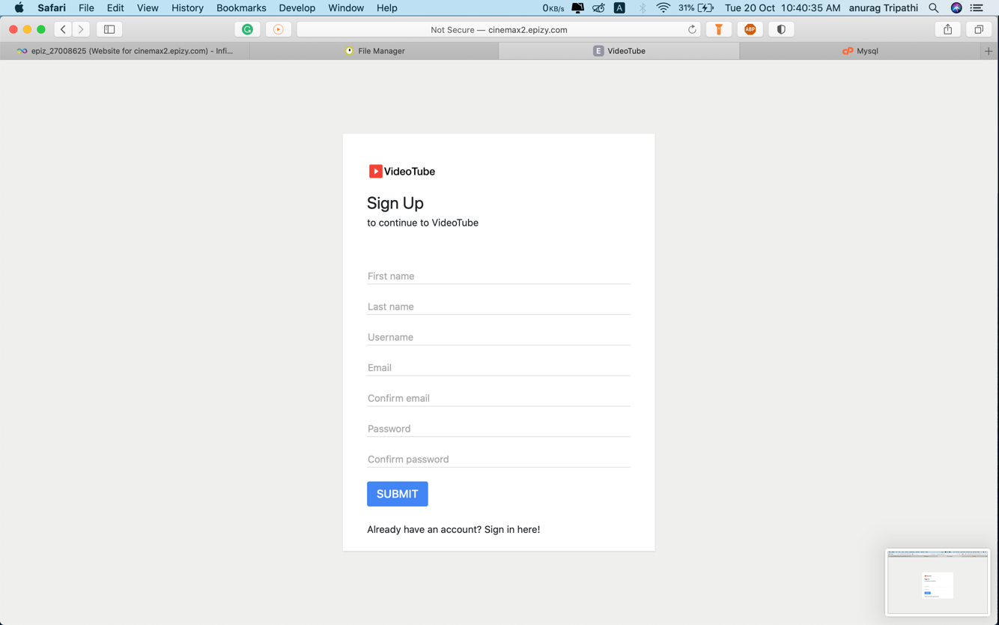 Safari File Edit View History Bookmarks Develop Window Help 0KB/s A 31% Tue 20 Oct 10:40:35 AM anurag Tripathi
G Not Secure — cinemax2.epizy.com ABP
epiz_27008625 (Website for cinemax2.epizy.com) - Infi... File Manager E VideoTube cP Mysql
VideoTube
Sign Up
to continue to VideoTube
First name
Last name
Username
Email
Confirm email
Password
Confirm password
SUBMIT
Already have an account? Sign in here!